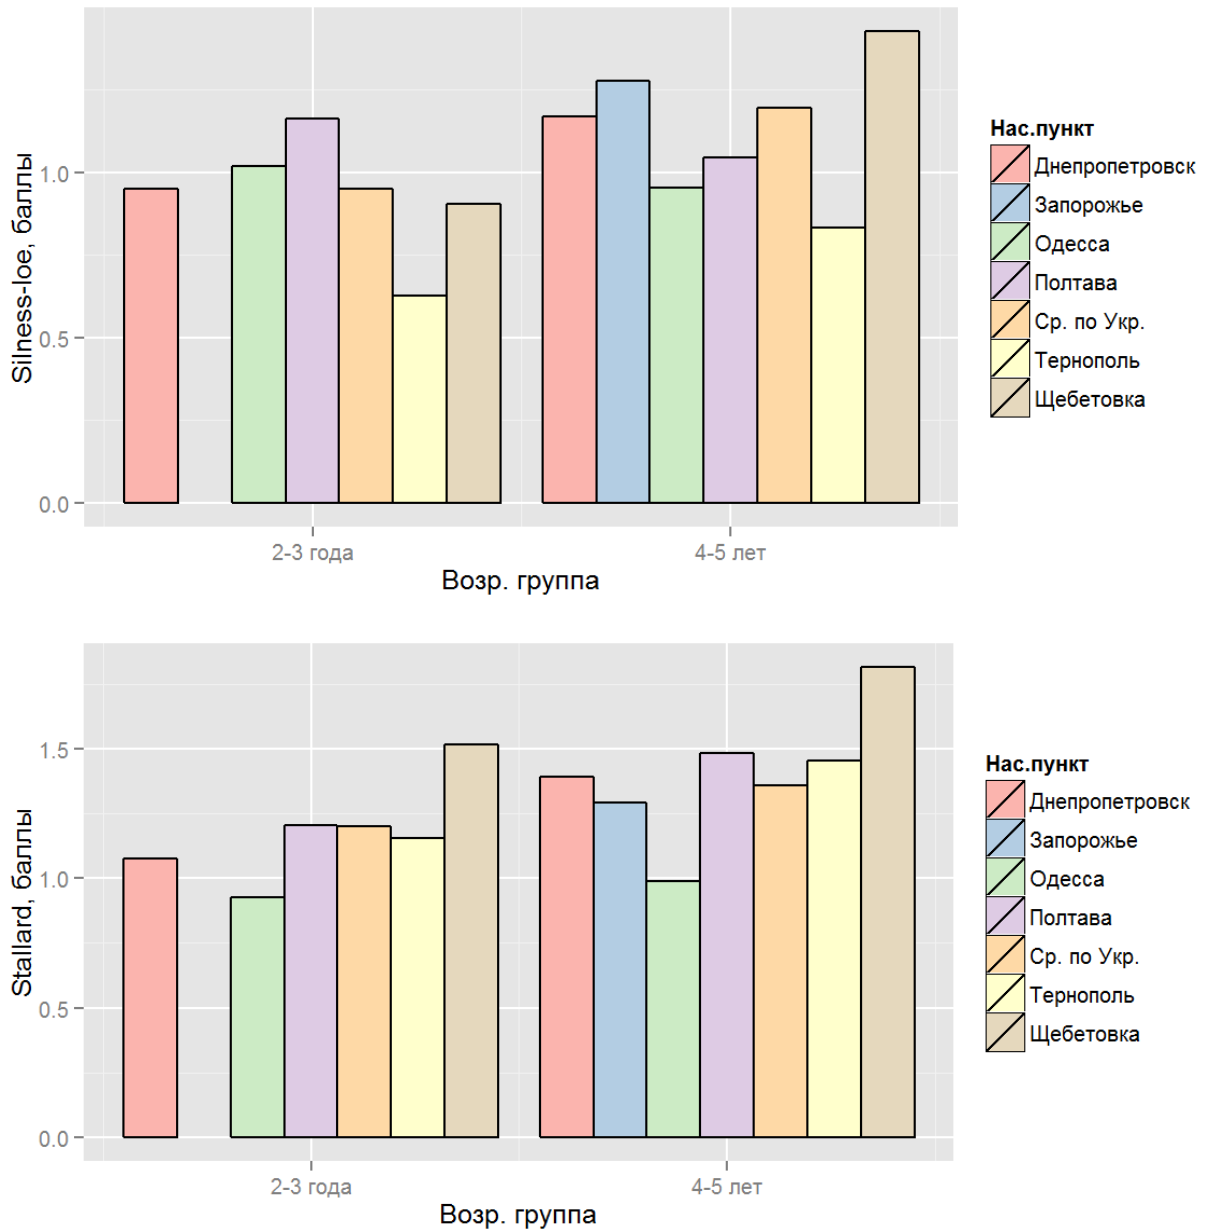 Silness-loe, баллы
1.0
0.5
0.0
2-3 года
4-5 лет
Возр. группа
Нас.пункт
Днепропетровск
Запорожье
Одесса
Полтава
Ср. по Укр.
Тернополь
Щебетовка
Stallard, баллы
1.5
1.0
0.5
0.0
2-3 года
4-5 лет
Возр. группа
Нас.пункт
Днепропетровск
Запорожье
Одесса
Полтава
Ср. по Укр.
Тернополь
Щебетовка